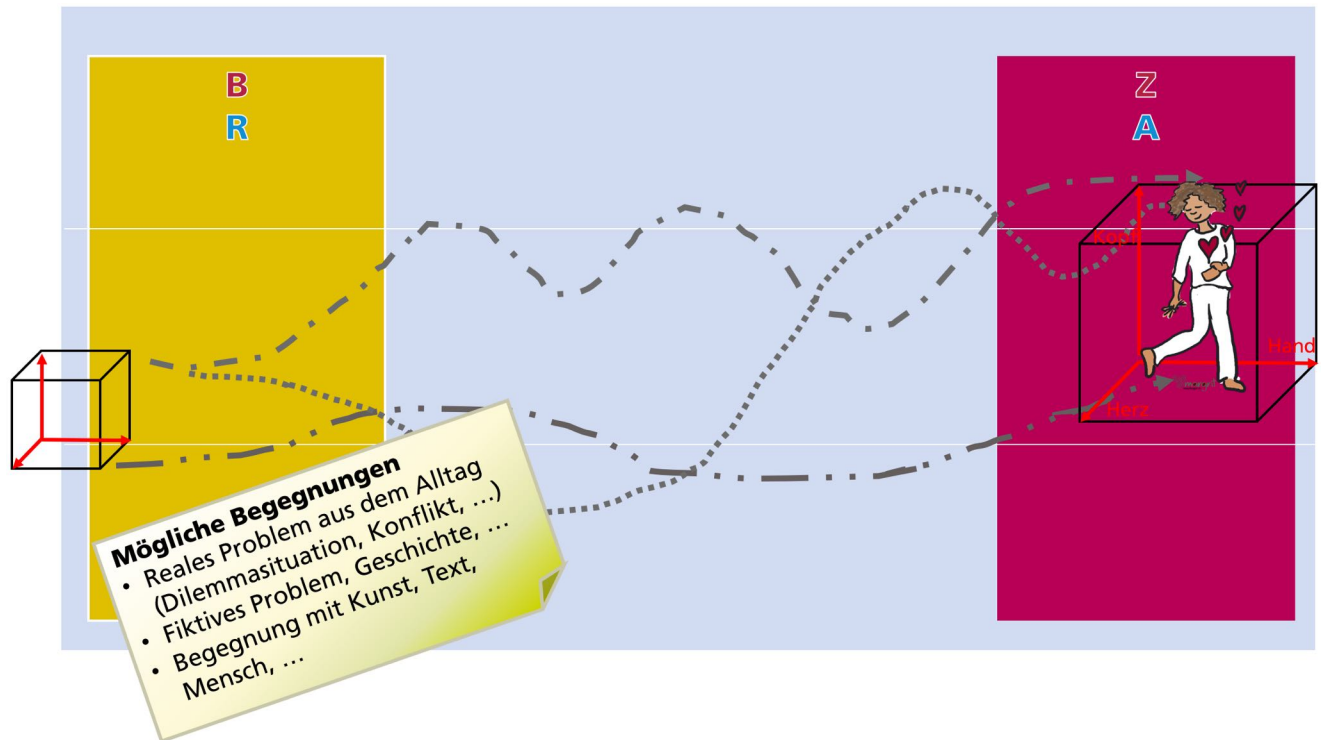 B
R
Z
A
Kopf
Hand
Herz
Mögliche Begegnungen
• Reales Problem aus dem Alltag
(Dilemmasituation, Konflikt, …)
• Fiktives Problem, Geschichte, …
• Begegnung mit Kunst, Text,
Mensch, …